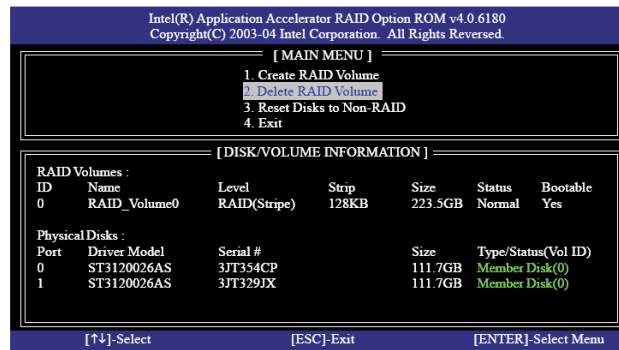 Intel(R) Application Accelerator RAID Option ROM v4.0.6180
Copyright(C) 2003-04 Intel Corporation. All Rights Reversed.
[ MAIN MENU ]
1. Create RAID Volume
2. Delete RAID Volume
3. Reset Disks to Non-RAID
4. Exit
[ DISK/VOLUME INFORMATION ]
RAID Volumes :
ID Name Level Strip Size Status Bootable
0 RAID_Volume0 RAID(Stripe) 128KB 223.5GB Normal Yes
Physical Disks :
Port Driver Model Serial # Size Type/Status(Vol ID)
0 ST3120026AS 3JT354CP 111.7GB Member Disk(0)
1 ST3120026AS 3JT329JX 111.7GB Member Disk(0)
[↑↓]-Select [ESC]-Exit [ENTER]-Select Menu